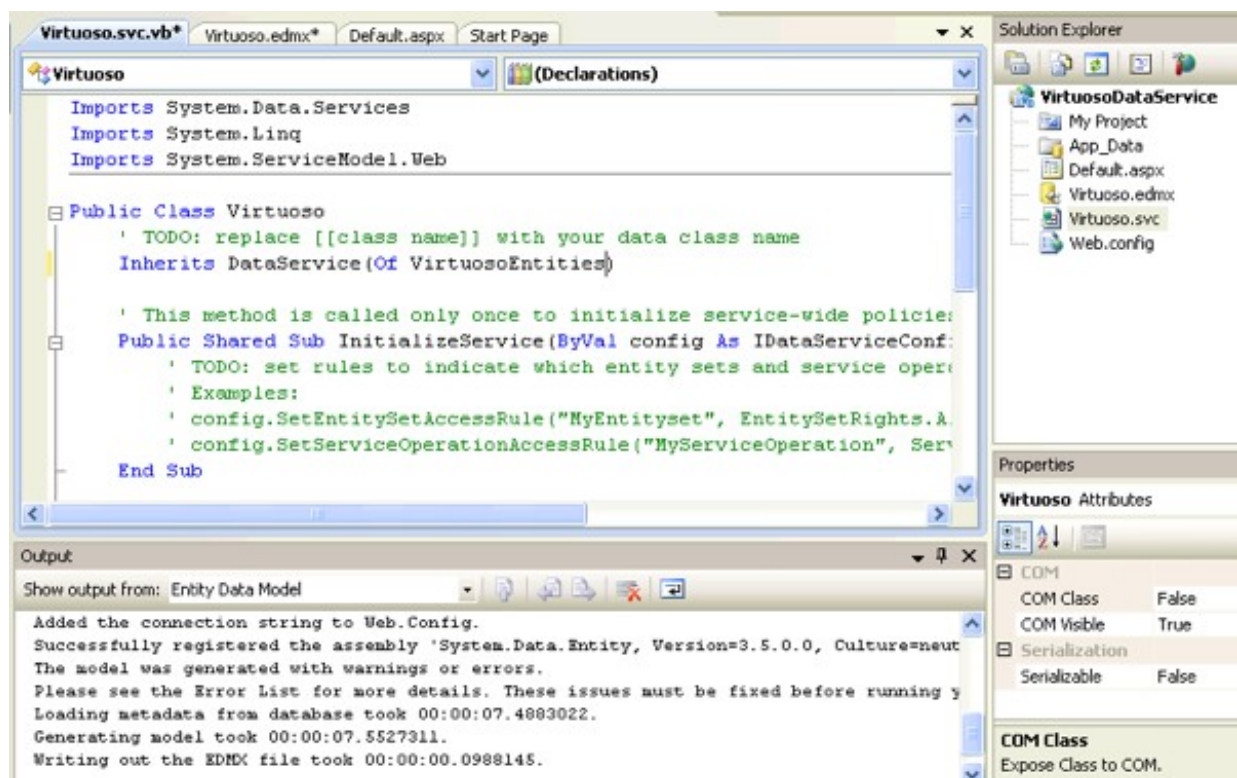 Virtuoso.svc.vb* Virtuoso.edmx* Default.aspx Start Page
Virtuoso (Declarations)
Imports System.Data.Services
Imports System.Linq
Imports System.ServiceModel.Web
Public Class Virtuoso
' TODO: replace [[class name]] with your data class name
Inherits DataService(Of VirtuosoEntities)
' This method is called only once to initialize service-wide policies
Public Shared Sub InitializeService(ByVal config As IDataServiceConf
' TODO: set rules to indicate which entity sets and service opera
' Examples:
' config.SetEntitySetAccessRule("MyEntityset", EntitySetRights.A
' config.SetServiceOperationAccessRule("MyServiceOperation", Serv
End Sub
Output
Show output from: Entity Data Model
Added the connection string to Web.Config.
Successfully registered the assembly 'System.Data.Entity, Version=3.5.0.0, Culture=neut
The model was generated with warnings or errors.
Please see the Error List for more details. These issues must be fixed before running y
Loading metadata from database took 00:00:07.4883022.
Generating model took 00:00:07.5527311.
Writing out the EDMX file took 00:00:00.0988145.
Solution Explorer
VirtuosoDataService
My Project
App_Data
Default.aspx
Virtuoso.edmx
Virtuoso.svc
Web.config
Properties
Virtuoso Attributes
COM
COM Class False
COM Visible True
Serialization
Serializable False
COM Class
Expose Class to COM.